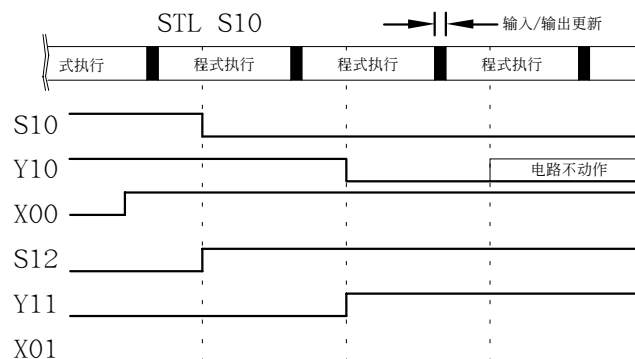 STL S10
输入/输出更新
式执行 程式执行 程式执行 程式执行
S10
Y10
电路不动作
X00
S12
Y11
X01